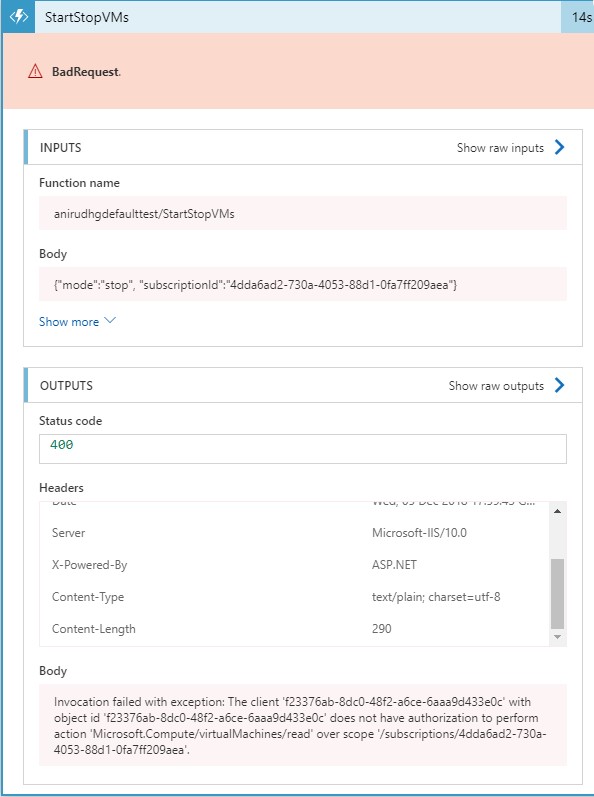 StartStopVMs 14s
BadRequest.
INPUTS Show raw inputs
Function name
anirudhgdefaulttest/StartStopVMs
Body
{"mode":"stop", "subscriptionId":"4dda6ad2-730a-4053-88d1-0fa7ff209aea"}
Show more
OUTPUTS Show raw outputs
Status code
400
Headers
Server Microsoft-IIS/10.0
X-Powered-By ASP.NET
Content-Type text/plain; charset=utf-8
Content-Length 290
Body
Invocation failed with exception: The client 'f23376ab-8dc0-48f2-a6ce-6aaa9d433e0c' with
object id 'f23376ab-8dc0-48f2-a6ce-6aaa9d433e0c' does not have authorization to perform
action 'Microsoft.Compute/virtualMachines/read' over scope '/subscriptions/4dda6ad2-730a-
4053-88d1-0fa7ff209aea'.